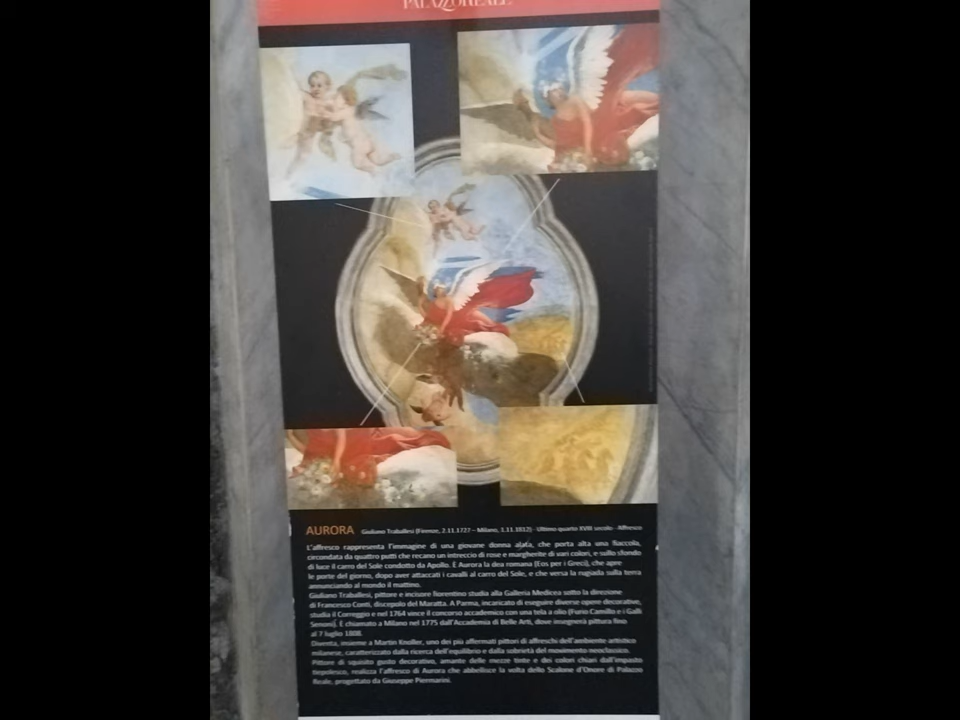 PALAZZOREALE
AURORA Giuliano Traballesi (Firenze, 2.11.1727 – Milano, 1.11.1812) - Ultimo quarto XVIII secolo - Affresco
L'affresco rappresenta l'immagine di una giovane donna alata, che porta alta una fiaccola,
circondata da quattro putti che recano un intreccio di rose e margherite di vari colori, e sullo sfondo
di luce il carro del Sole condotto da Apollo. È Aurora la dea romana (Eos per i Greci), che apre
le porte del giorno, dopo aver attaccati i cavalli al carro del Sole, e che versa la rugiada sulla terra
annunciando al mondo il mattino.
Giuliano Traballesi, pittore e incisore fiorentino studia alla Galleria Medicea sotto la direzione
di Francesco Conti, discepolo del Maratta. A Parma, incaricato di eseguire diverse opere decorative,
studia il Correggio e nel 1764 vince il concorso accademico con una tela a olio (Furio Camillo e i Galli
Senoni). È chiamato a Milano nel 1775 dall'Accademia di Belle Arti, dove insegnerà pittura fino
al 7 luglio 1808.
Diventa, insieme a Martin Knoller, uno dei più affermati pittori di affreschi dell'ambiente artistico
milanese, caratterizzato dalla ricerca dell'equilibrio e dalla sobrietà del movimento neoclassico.
Pittore di squisito gusto decorativo, amante delle mezze tinte e dei colori chiari dall'imposto
tiepolesco, realizza l'affresco di Aurora che abbellisce la volta dello Scalone d'Onore di Palazzo
Reale, progettato da Giuseppe Piermarini.